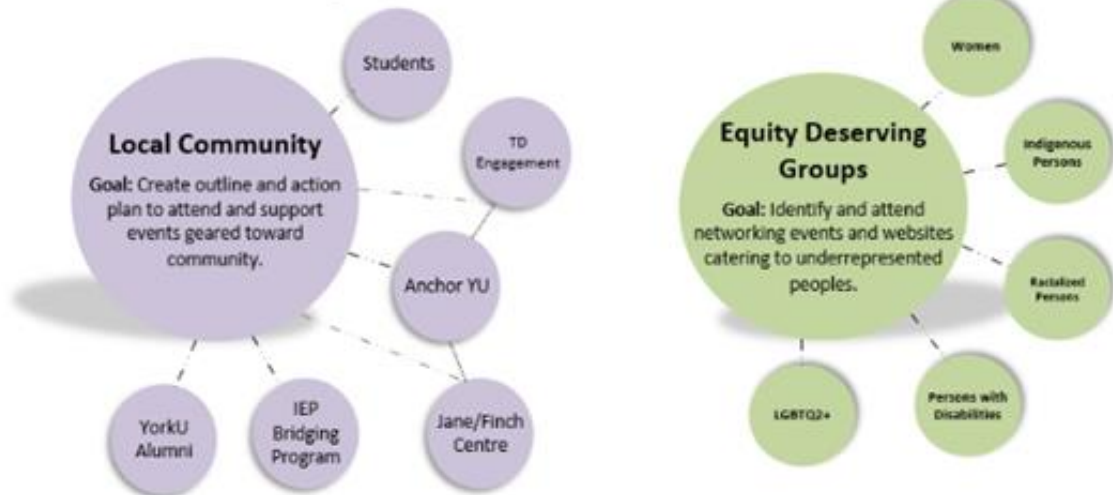 Students
Local Community
Goal: Create outline and action
plan to attend and support
events geared toward
community.
TD
Engagement
Anchor YU
Jane/Finch
Centre
IEP
Bridging
Program
YorkU
Alumni
Women
Equity Deserving
Groups
Goal: Identify and attend
networking events and websites
catering to underrepresented
peoples.
Indigenous
Persons
Racialized
Persons
Persons with
Disabilities
LGBTQ2+